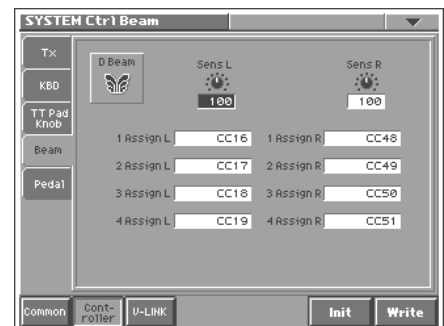 SYSTEM Ctrl Beam
Tx
KBD
TT Pad
Knob
Beam
Pedal
D Beam
Sens L
100
Sens R
100
1 Assign L CC16 1 Assign R CC48
2 Assign L CC17 2 Assign R CC49
3 Assign L CC18 3 Assign R CC50
4 Assign L CC19 4 Assign R CC51
Common
Cont-
roller
V-LINK
Init
Write